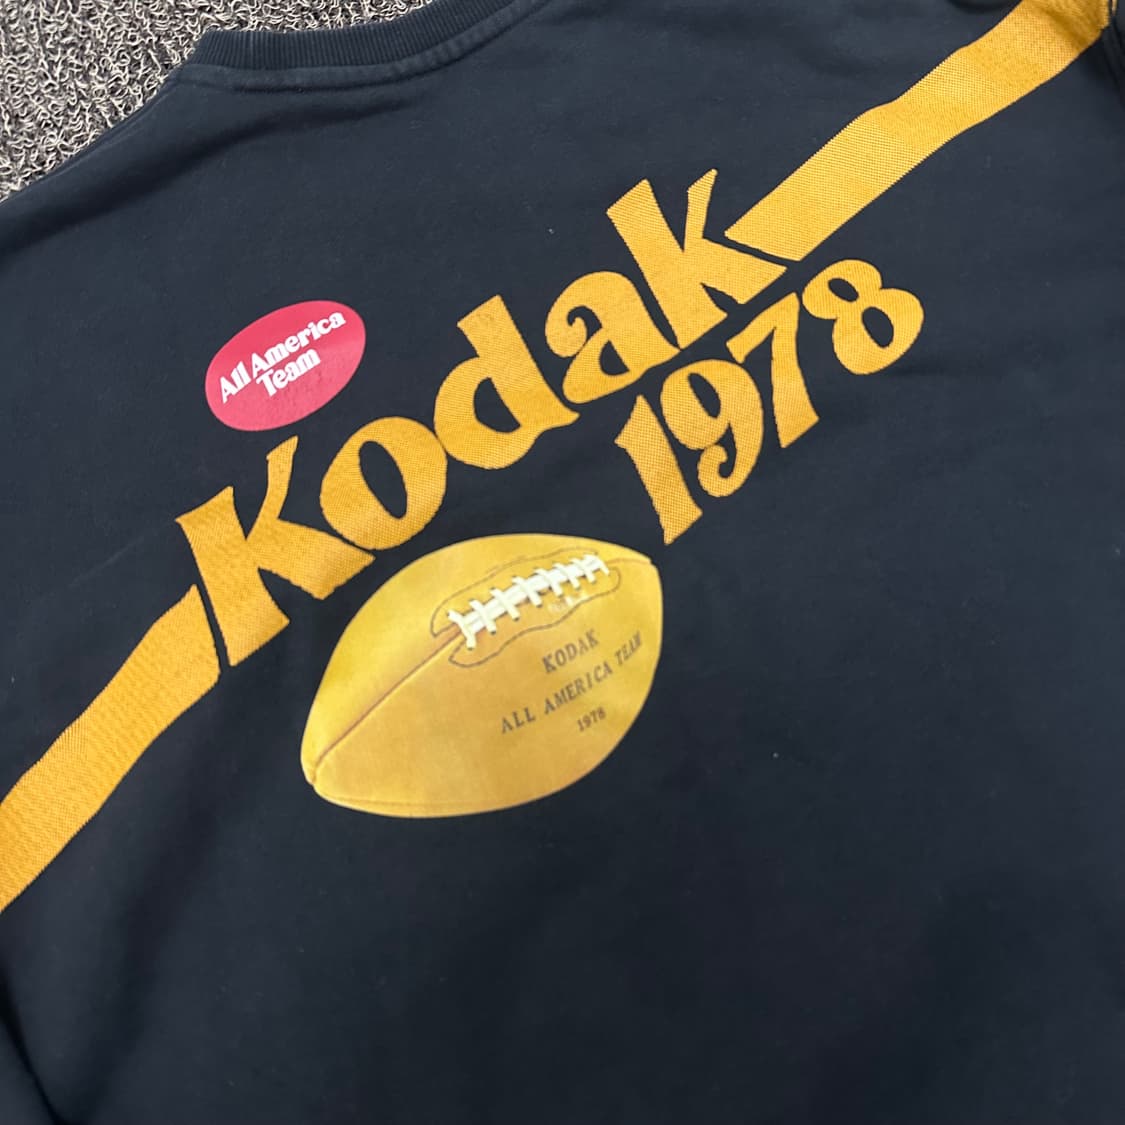 All America
Team
Kodak
1978
KODAK
ALL AMERICA TEAM
1978